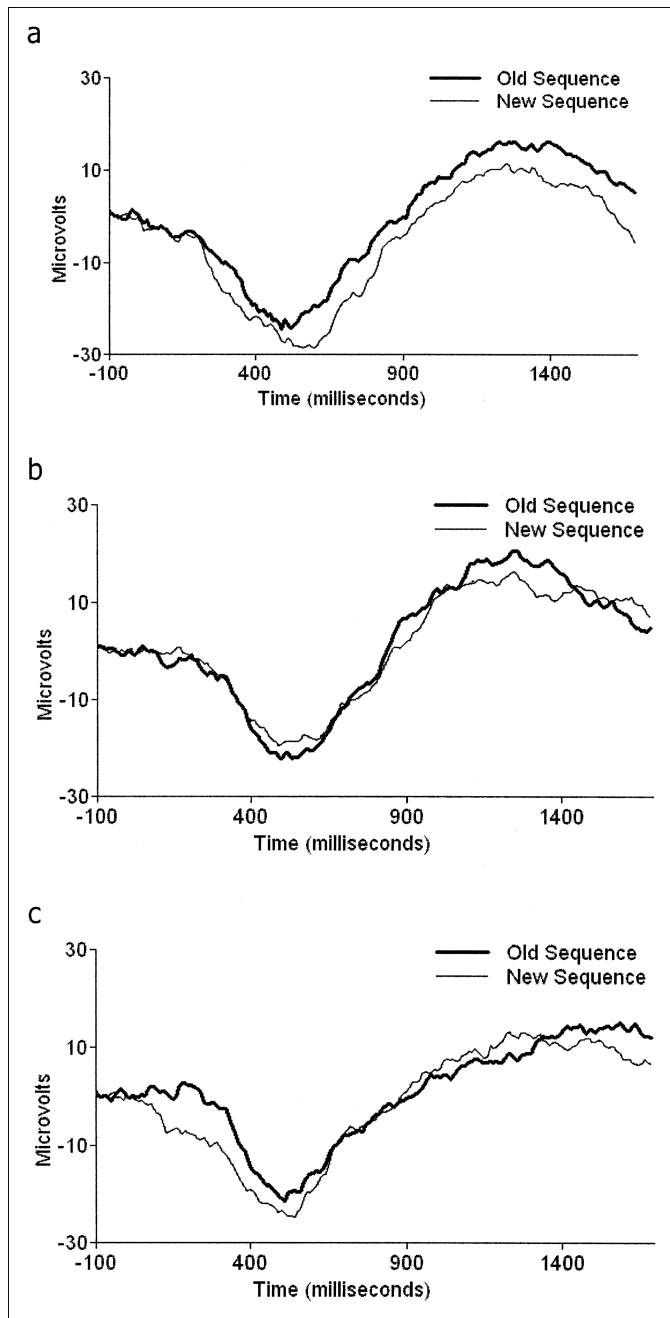 a
30
10
-10
-30
Microvolts
Old Sequence
New Sequence
-100 400 900 1400
Time (milliseconds)
b
30
10
-10
-30
Microvolts
Old Sequence
New Sequence
-100 400 900 1400
Time (milliseconds)
c
30
10
-10
-30
Microvolts
Old Sequence
New Sequence
-100 400 900 1400
Time (milliseconds)